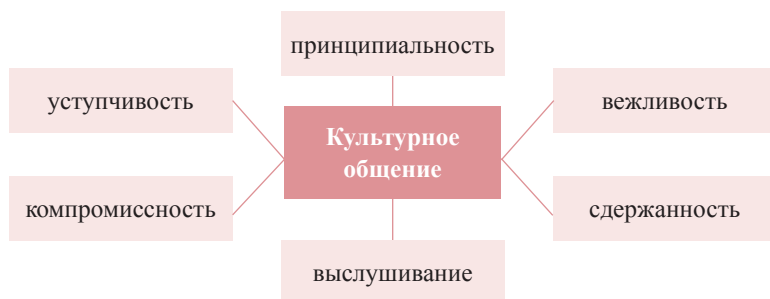 принципиальность
уступчивость
вежливость
Культурное
общение
компромиссность
сдержанность
выслушивание